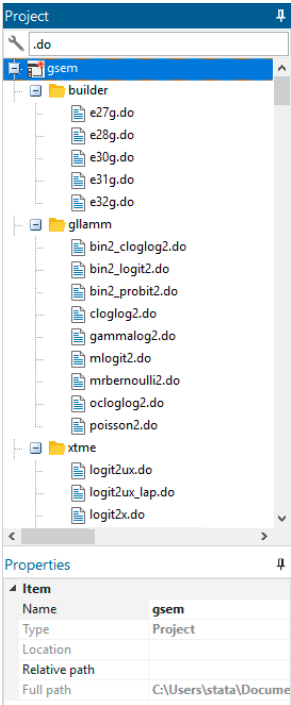 Project
.do
gsem
builder
e27g.do
e28g.do
e30g.do
e31g.do
e32g.do
gllamm
bin2_cloglog2.do
bin2_logit2.do
bin2_probit2.do
cloglog2.do
gammalog2.do
mlogit2.do
mrbernoulli2.do
ocloglog2.do
poisson2.do
xtme
logit2ux.do
logit2ux_lap.do
logit2x.do
Properties
Item
Name gsem
Type Project
Location
Relative path
Full path C:\Users\stata\Docume